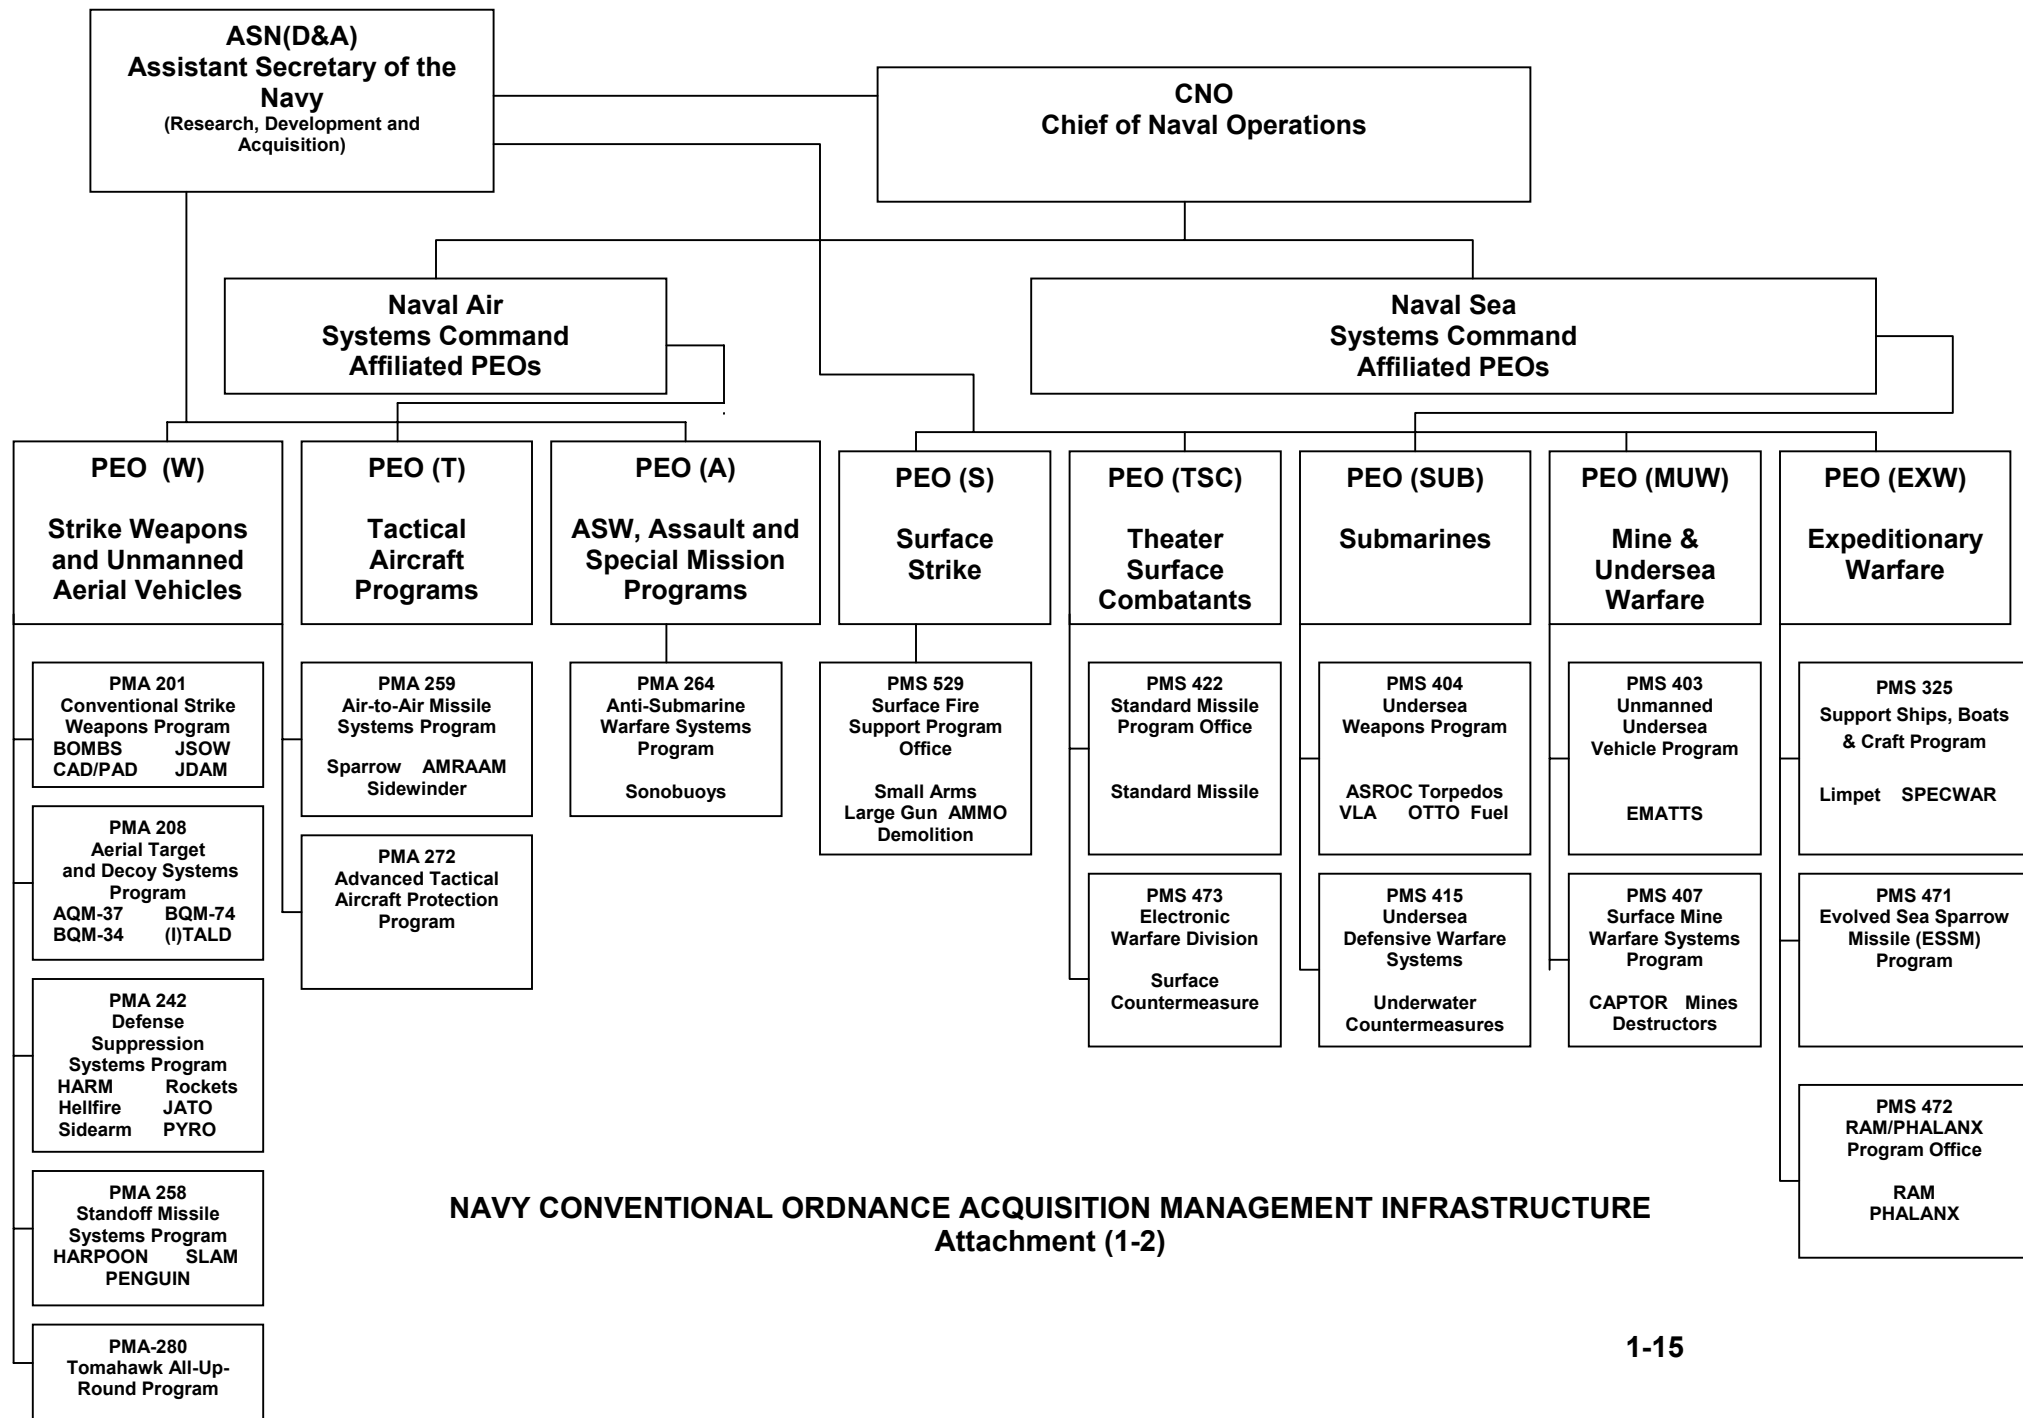 ASN(D&A)
Assistant Secretary of the
Navy
(Research, Development and
Acquisition)
CNO
Chief of Naval Operations
Naval Air
Systems Command
Affiliated PEOs
Naval Sea
Systems Command
Affiliated PEOs
PEO (W)
Strike Weapons
and Unmanned
Aerial Vehicles
PEO (T)
Tactical
Aircraft
Programs
PEO (A)
ASW, Assault and
Special Mission
Programs
PEO (S)
Surface
Strike
PEO (TSC)
Theater
Surface
Combatants
PEO (SUB)
Submarines
PEO (MUW)
Mine &
Undersea
Warfare
PEO (EXW)
Expeditionary
Warfare
PMA 201
Conventional Strike
Weapons Program
BOMBS JSOW
CAD/PAD JDAM
PMA 208
Aerial Target
and Decoy Systems
Program
AQM-37 BQM-74
BQM-34 (I)TALD
PMA 242
Defense
Suppression
Systems Program
HARM Rockets
Hellfire JATO
Sidearm PYRO
PMA 258
Standoff Missile
Systems Program
HARPOON SLAM
PENGUIN
PMA-280
Tomahawk All-Up-
Round Program
PMA 259
Air-to-Air Missile
Systems Program
Sparrow AMRAAM
Sidewinder
PMA 272
Advanced Tactical
Aircraft Protection
Program
PMA 264
Anti-Submarine
Warfare Systems
Program
Sonobuoys
PMS 529
Surface Fire
Support Program
Office
Small Arms
Large Gun AMMO
Demolition
PMS 422
Standard Missile
Program Office
Standard Missile
PMS 473
Electronic
Warfare Division
Surface
Countermeasure
PMS 404
Undersea
Weapons Program
ASROC Torpedos
VLA OTTO Fuel
PMS 415
Undersea
Defensive Warfare
Systems
Underwater
Countermeasures
PMS 403
Unmanned
Undersea
Vehicle Program
EMATTS
PMS 407
Surface Mine
Warfare Systems
Program
CAPTOR Mines
Destructors
PMS 325
Support Ships, Boats
& Craft Program
Limpet SPECWAR
PMS 471
Evolved Sea Sparrow
Missile (ESSM)
Program
PMS 472
RAM/PHALANX
Program Office
RAM
PHALANX
NAVY CONVENTIONAL ORDNANCE ACQUISITION MANAGEMENT INFRASTRUCTURE
Attachment (1-2)
1-15